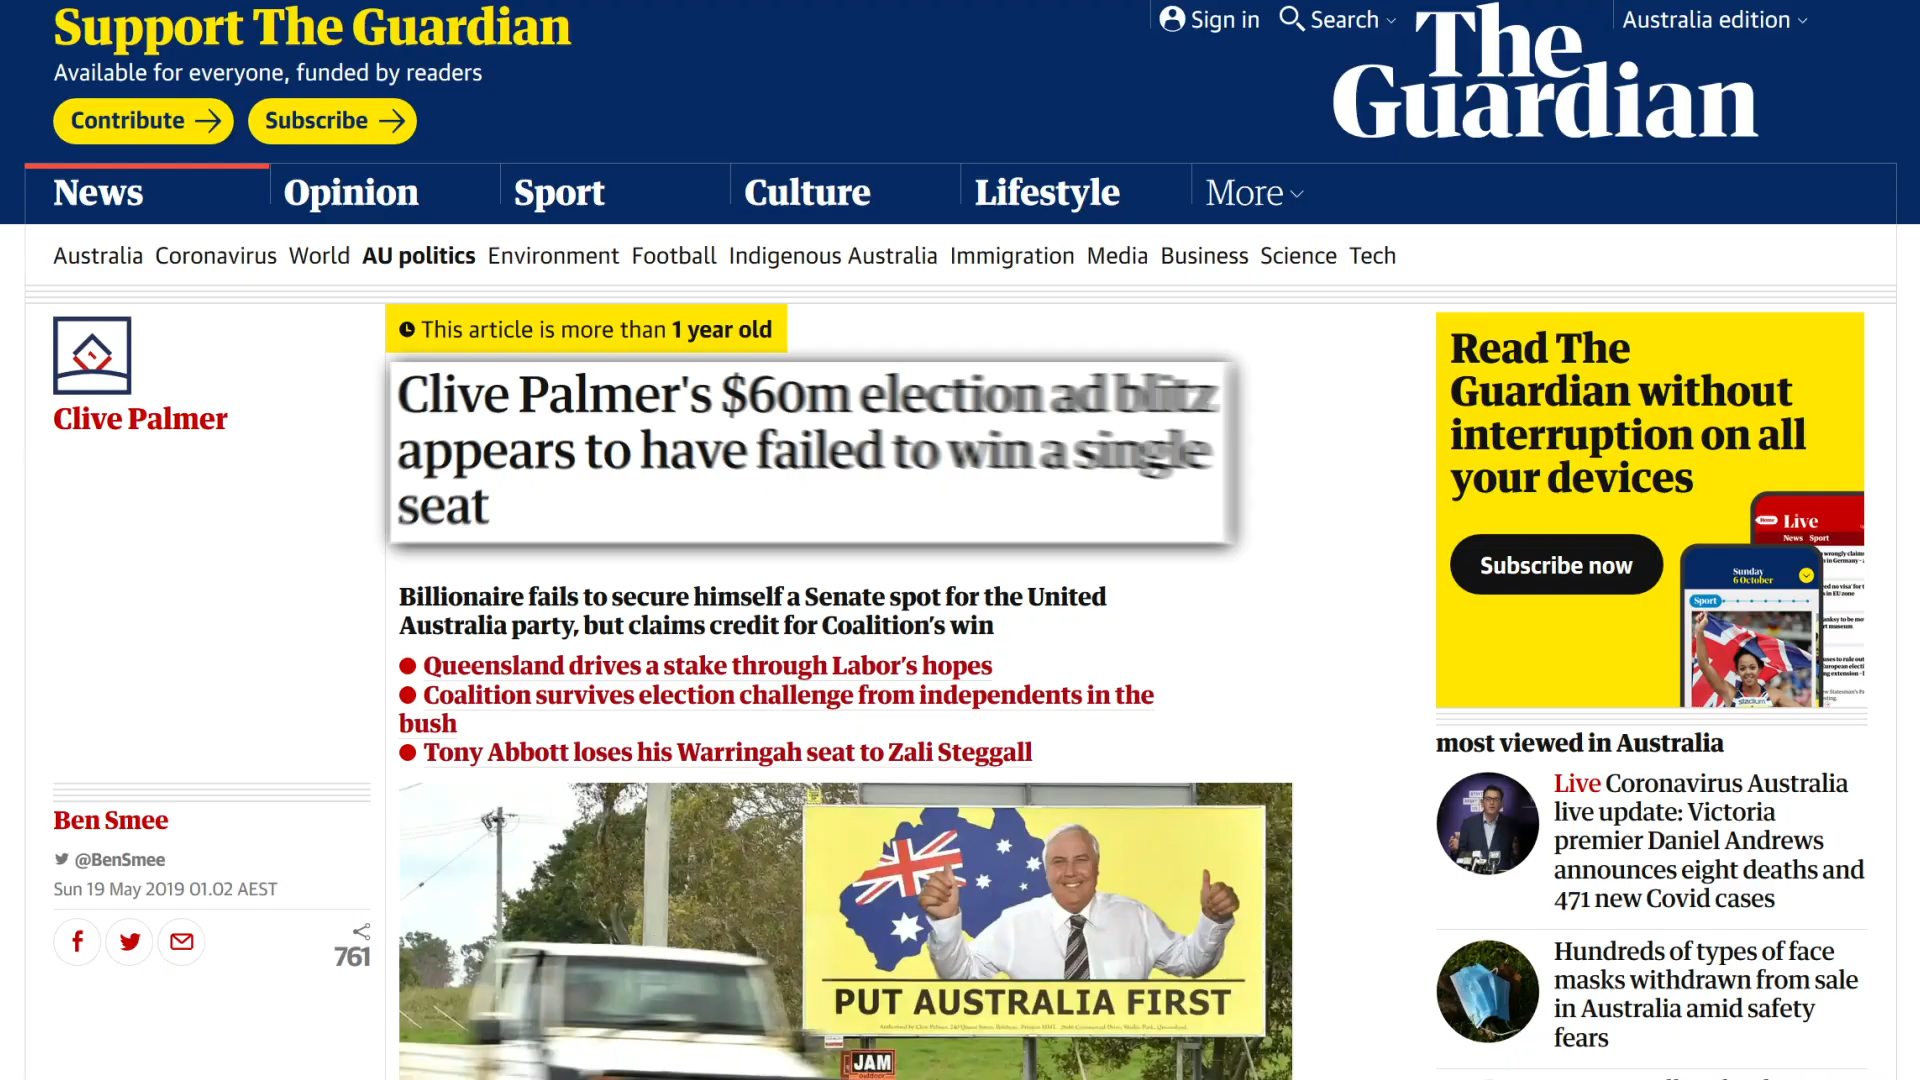 Support The Guardian
Available for everyone, funded by readers
Contribute
Subscribe
Sign in
Search
Australia edition
The
Guardian
News
Opinion
Sport
Culture
Lifestyle
More
Australia Coronavirus World AU politics Environment Football Indigenous Australia Immigration Media Business Science Tech
Clive Palmer
This article is more than 1 year old
Clive Palmer's $60m election ad blitz
appears to have failed to win a single
seat
Billionaire fails to secure himself a Senate spot for the United
Australia party, but claims credit for Coalition's win
Queensland drives a stake through Labor's hopes
Coalition survives election challenge from independents in the
bush
Tony Abbott loses his Warringah seat to Zali Steggall
Ben Smee
@BenSmee
Sun 19 May 2019 01.02 AEST
761
PUT AUSTRALIA FIRST
JAM
outdoor
Read The
Guardian without
interruption on all
your devices
Subscribe now
Home
Live
News Sport
Sunday
6 October
Sport
most viewed in Australia
Live Coronavirus Australia
live update: Victoria
premier Daniel Andrews
announces eight deaths and
471 new Covid cases
Hundreds of types of face
masks withdrawn from sale
in Australia amid safety
fears